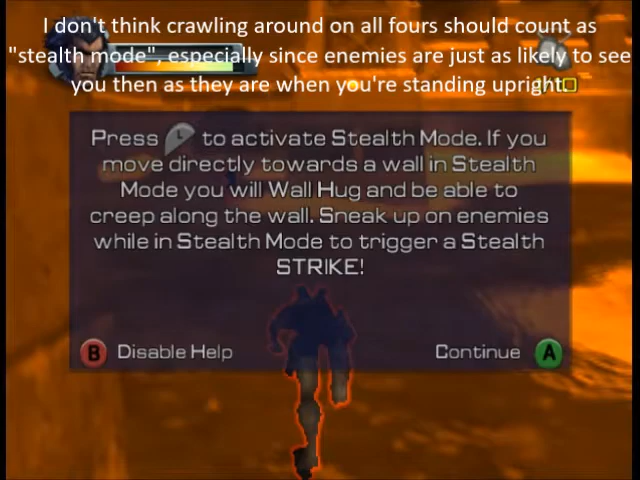 I don't think crawling around on all fours should count as
"stealth mode", especially since enemies are just as likely to see
you then as they are when you're standing upright.
Press L to activate Stealth Mode. If you
move directly towards a wall in Stealth
Mode you will Wall Hug and be able to
creep along the wall. Sneak up on enemies
while in Stealth Mode to trigger a Stealth
STRIKE!
B Disable Help
Continue A